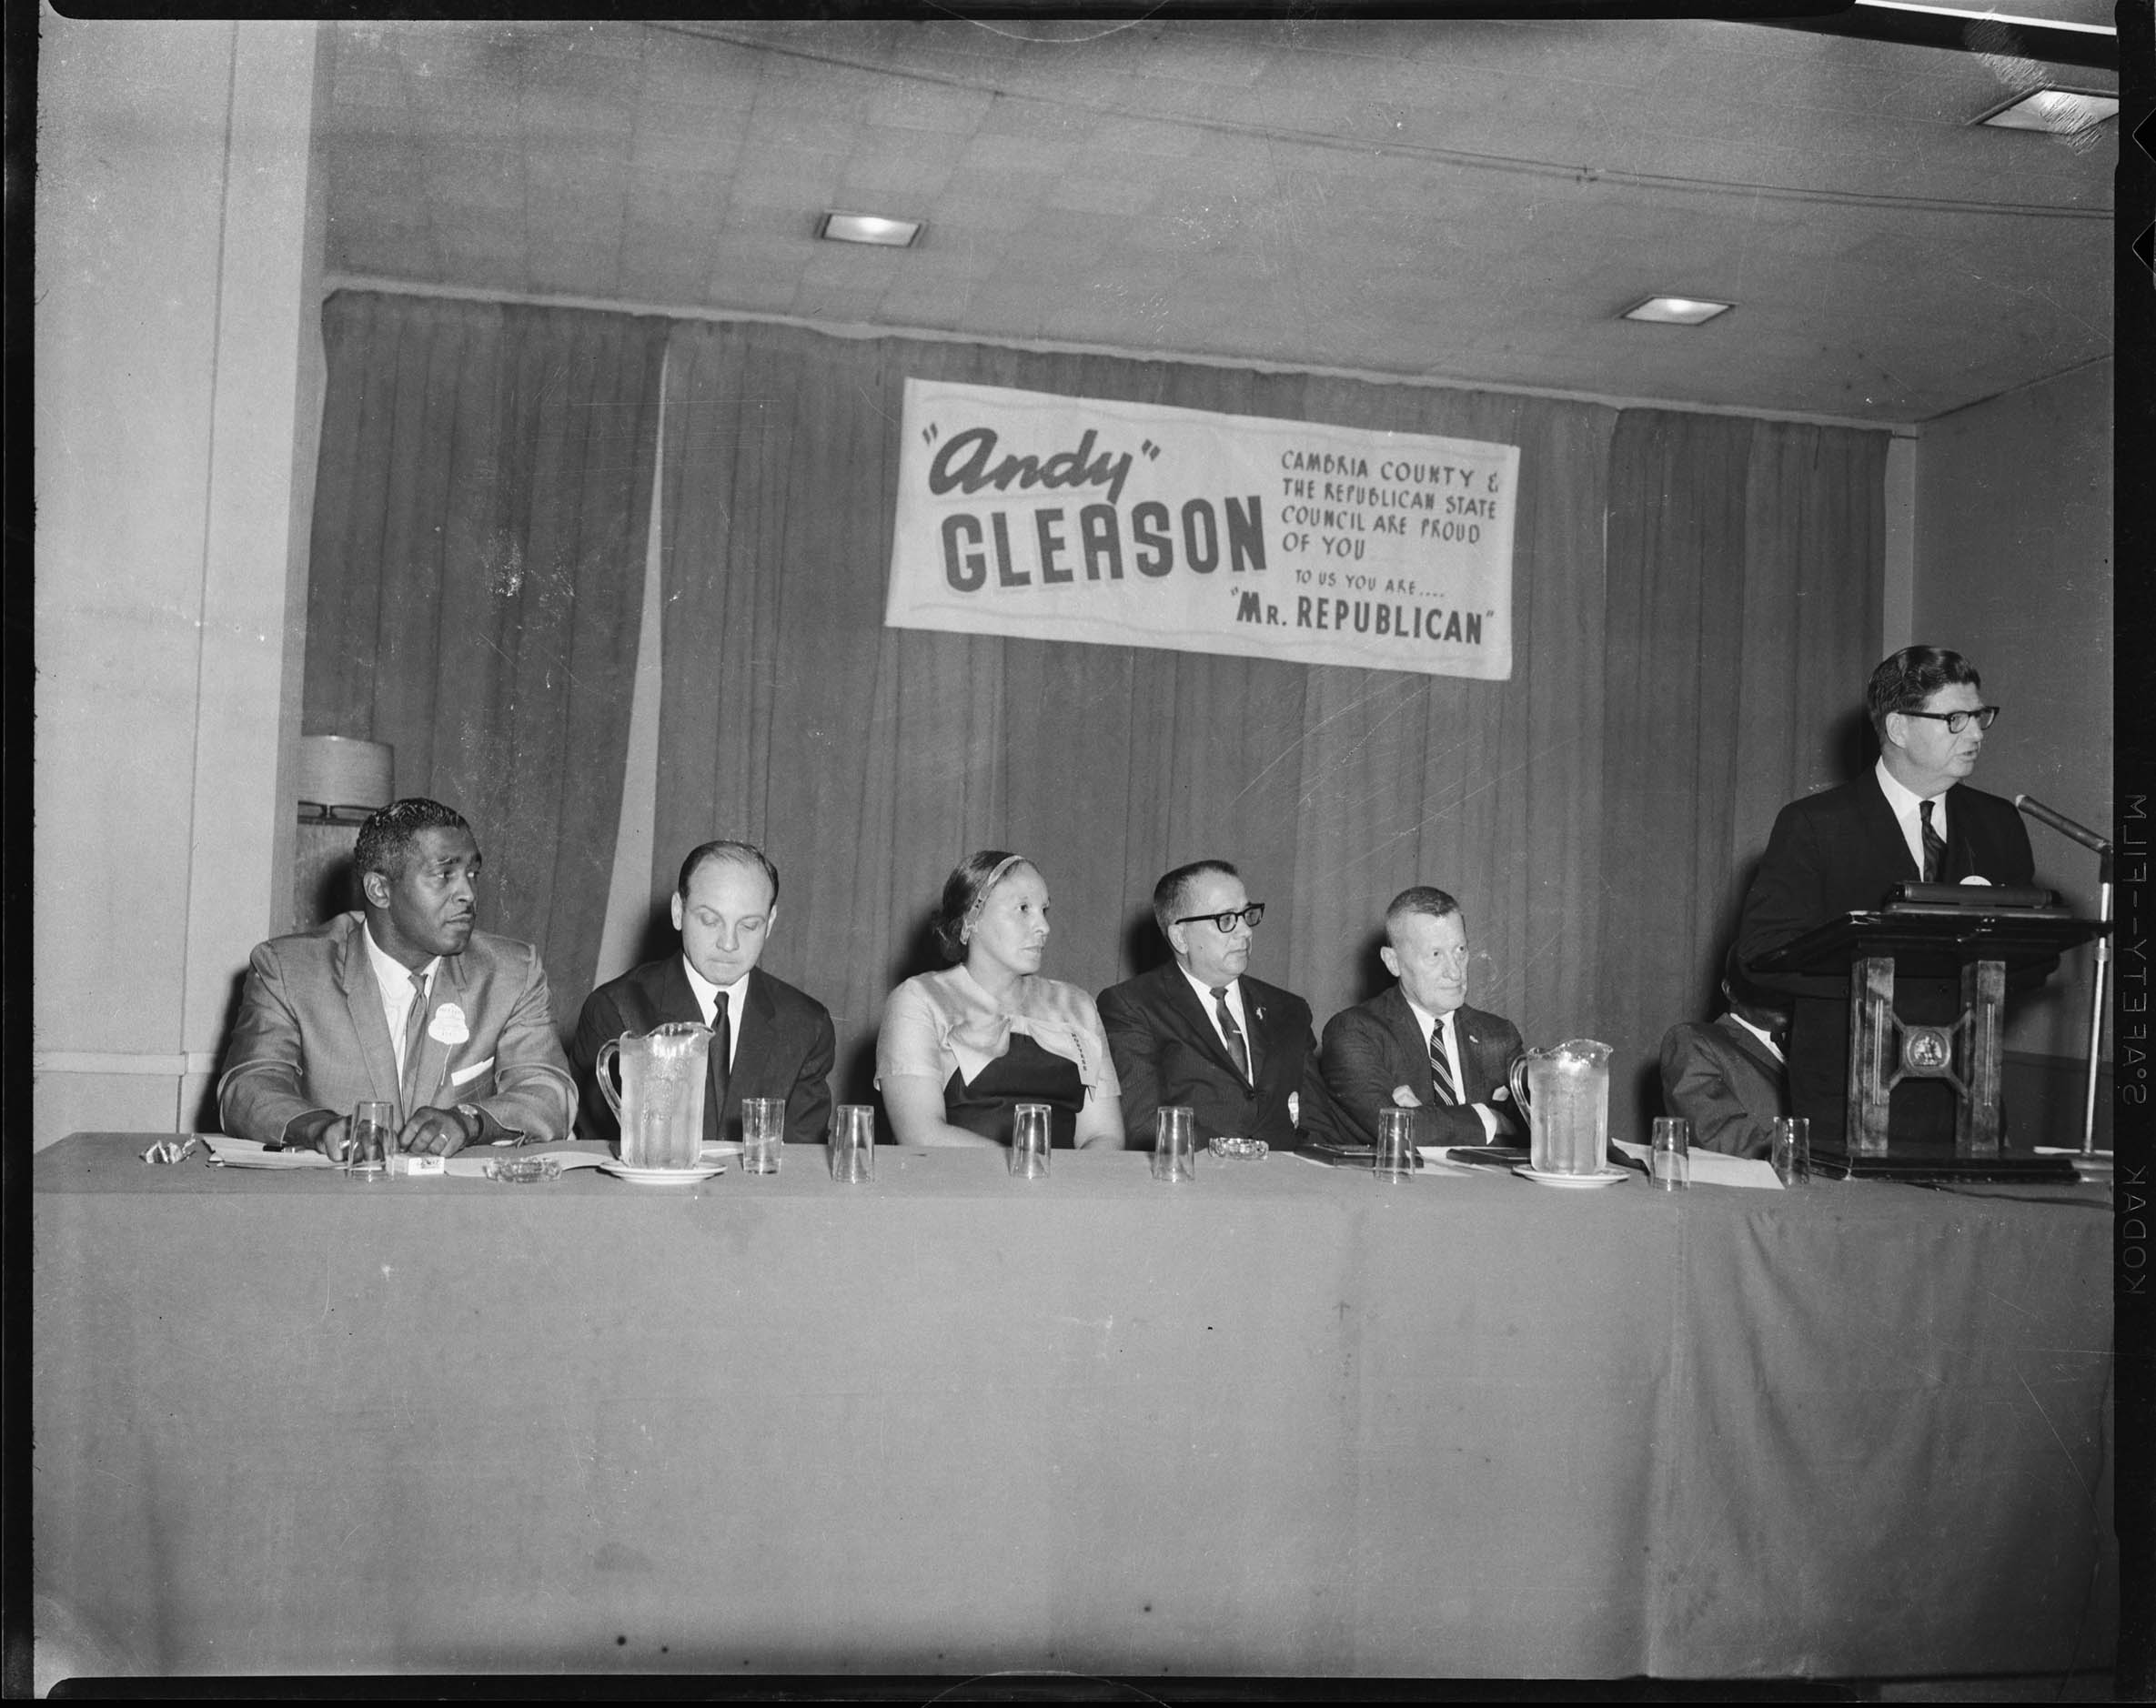 "Andy"
GLEASON
CAMBRIA COUNTY &
THE REPUBLICAN STATE
COUNCIL ARE PROUD
OF YOU
TO US YOU ARE....
"MR. REPUBLICAN"
KODAK S°AFETY--FILM